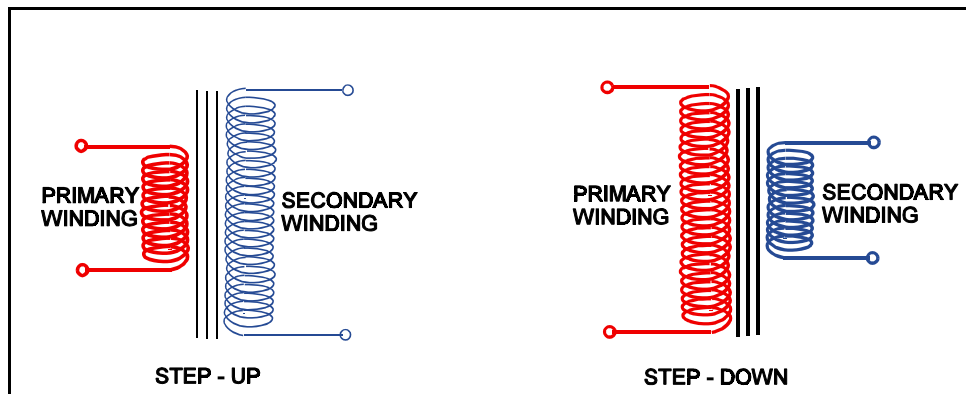 PRIMARY
WINDING
SECONDARY
WINDING
STEP - UP
PRIMARY
WINDING
SECONDARY
WINDING
STEP - DOWN